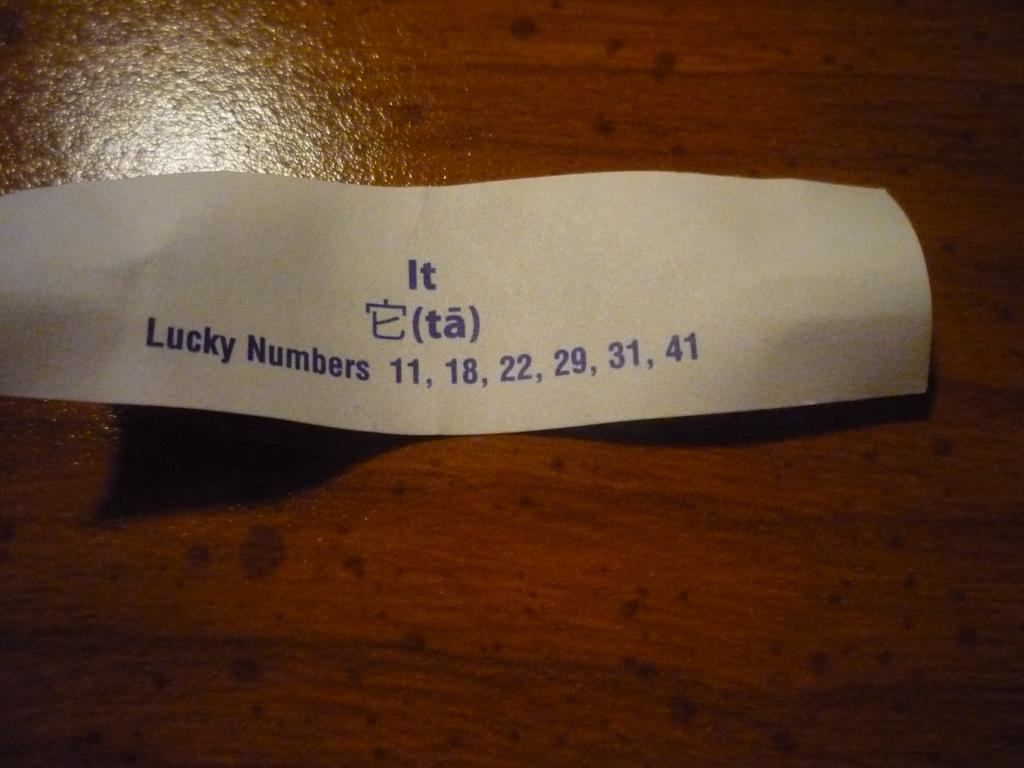 It
它(tā)
Lucky Numbers 11, 18, 22, 29, 31, 41